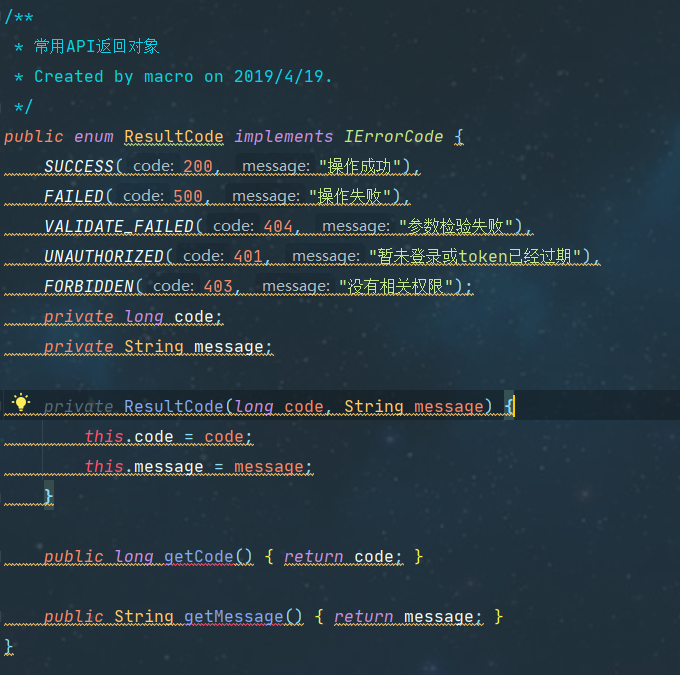 /**
 * 常用API返回对象
 * Created by macro on 2019/4/19.
 */
public enum ResultCode implements IErrorCode {
    SUCCESS( code: 200,  message: "操作成功"),
    FAILED( code: 500,  message: "操作失败"),
    VALIDATE_FAILED( code: 404,  message: "参数检验失败"),
    UNAUTHORIZED( code: 401,  message: "暂未登录或token已经过期"),
    FORBIDDEN( code: 403,  message: "没有相关权限");
    private long code;
    private String message;
    private ResultCode(long code, String message) {
        this.code = code;
        this.message = message;
    }
    public long getCode() { return code; }
    public String getMessage() { return message; }
}